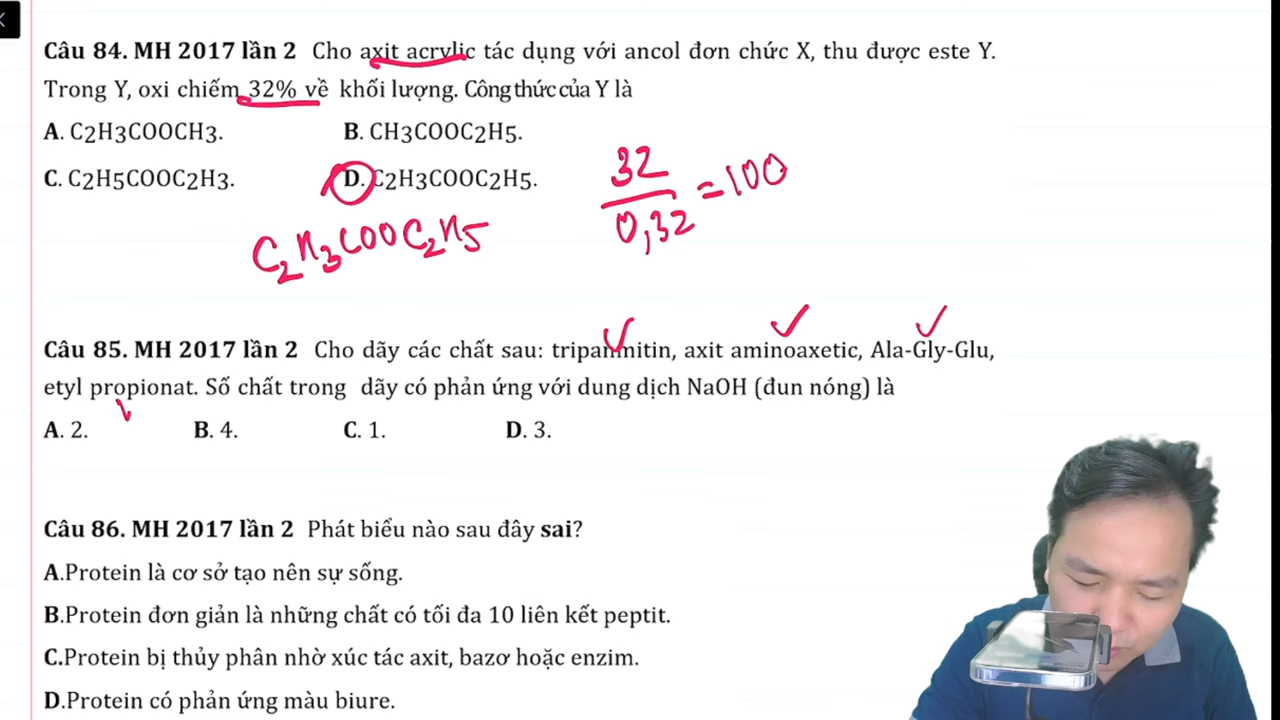 Câu 84. MH 2017 lần 2 Cho axit acrylic tác dụng với ancol đơn chức X, thu được este Y.
Trong Y, oxi chiếm 32% về khối lượng. Công thức của Y là
A. C2H3COOCH3. B. CH3COOC2H5.
C. C2H5COOC2H3. D. C2H3COOC2H5.
32
0,32
=100
C2H3COOC2H5
Câu 85. MH 2017 lần 2 Cho dãy các chất sau: tripanmitin, axit aminoaxetic, Ala-Gly-Glu,
etyl propionat. Số chất trong dãy có phản ứng với dung dịch NaOH (đun nóng) là
A. 2. B. 4. C. 1. D. 3.
Câu 86. MH 2017 lần 2 Phát biểu nào sau đây sai?
A.Protein là cơ sở tạo nên sự sống.
B.Protein đơn giản là những chất có tối đa 10 liên kết peptit.
C.Protein bị thủy phân nhờ xúc tác axit, bazơ hoặc enzim.
D.Protein có phản ứng màu biure.